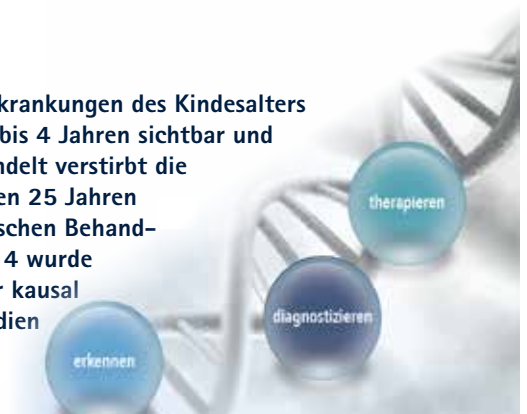 krankungen des Kindesalters
bis 4 Jahren sichtbar und
ndelt verstirbt die
en 25 Jahren
schen Behand-
4 wurde
r kausal
dien
therapieren
diagnostizieren
erkennen